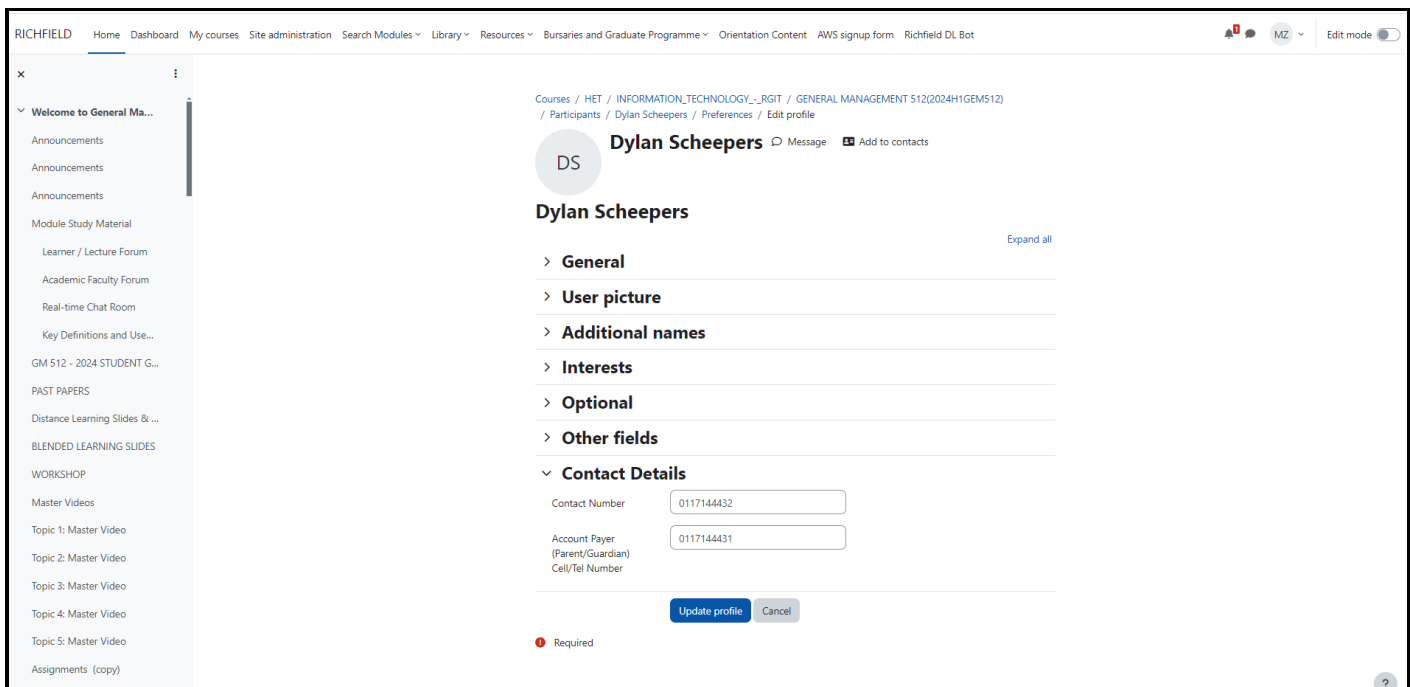 RICHFIELD Home Dashboard My courses Site administration Search Modules Library Resources Bursaries and Graduate Programme Orientation Content AWS signup form Richfield DL Bot 1 MZ Edit mode
Welcome to General Ma...
Announcements
Announcements
Announcements
Module Study Material
Learner / Lecture Forum
Academic Faculty Forum
Real-time Chat Room
Key Definitions and Use...
GM 512 - 2024 STUDENT G...
PAST PAPERS
Distance Learning Slides & ...
BLENDED LEARNING SLIDES
WORKSHOP
Master Videos
Topic 1: Master Video
Topic 2: Master Video
Topic 3: Master Video
Topic 4: Master Video
Topic 5: Master Video
Assignments (copy)
Courses / HET / INFORMATION_TECHNOLOGY_-_RGIT / GENERAL MANAGEMENT 512(2024H1GEM512)
/ Participants / Dylan Scheepers / Preferences / Edit profile
DS
Dylan Scheepers Message Add to contacts
Dylan Scheepers
Expand all
General
User picture
Additional names
Interests
Optional
Other fields
Contact Details
Contact Number 0117144432
Account Payer 0117144431
(Parent/Guardian)
Cell/Tel Number
Update profile Cancel
Required
?